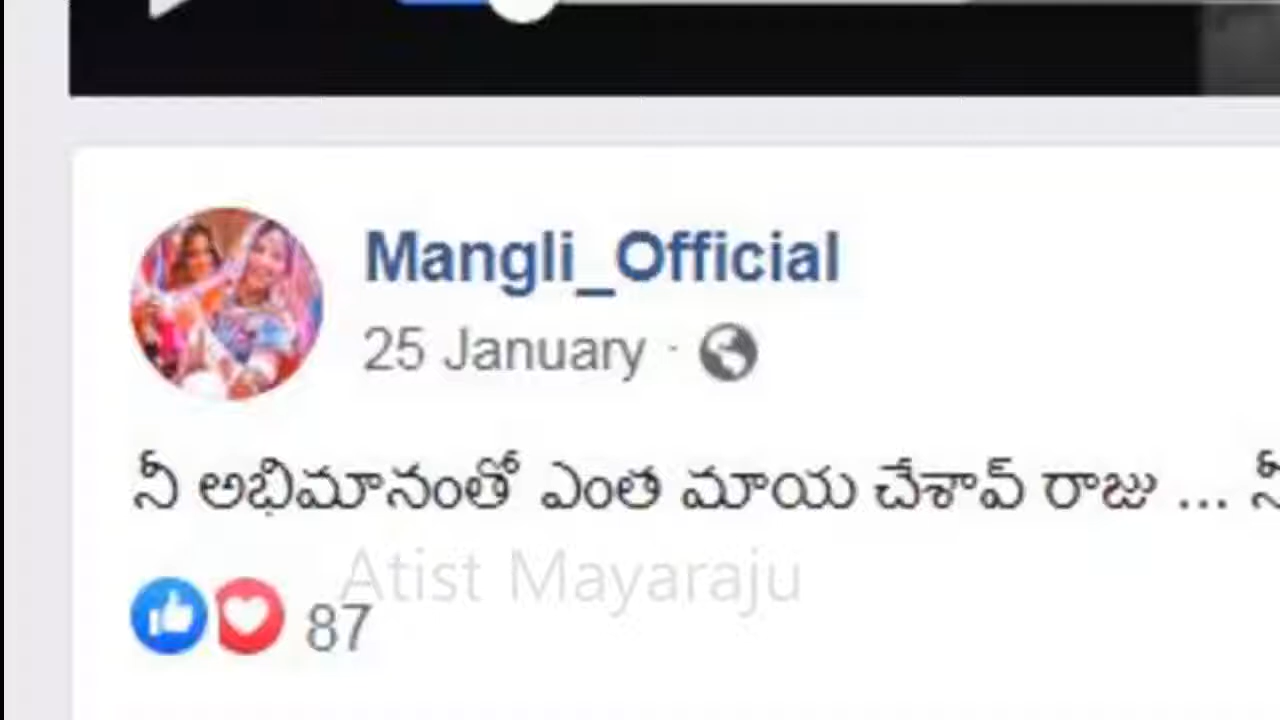 Mangli_Official
25 January ·
నీ అభిమానంతో ఎంత మాయ చేశావ్ రాజు ... నీ
Atist Mayaraju
87